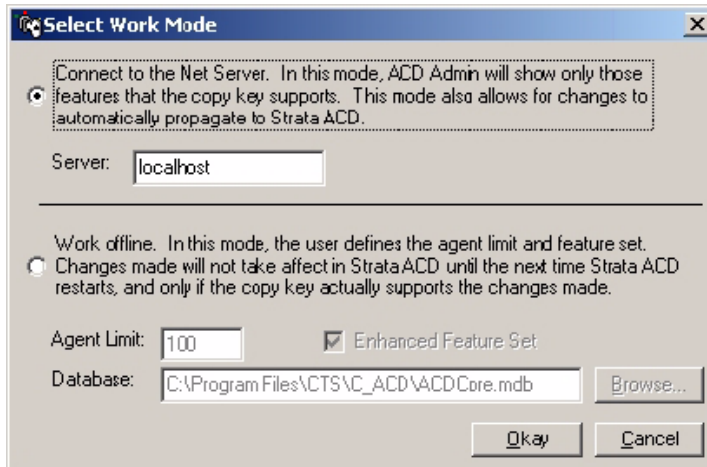 Select Work Mode
Connect to the Net Server. In this mode, ACD Admin will show only those
features that the copy key supports. This mode also allows for changes to
automatically propagate to Strata ACD.
Server: localhost
Work offline. In this mode, the user defines the agent limit and feature set.
Changes made will not take affect in Strata ACD until the next time Strata ACD
restarts, and only if the copy key actually supports the changes made.
Agent Limit: 100 Enhanced Feature Set
Database: C:\Program Files\CTS\C_ACD\ACDCore.mdb Browse...
Okay Cancel